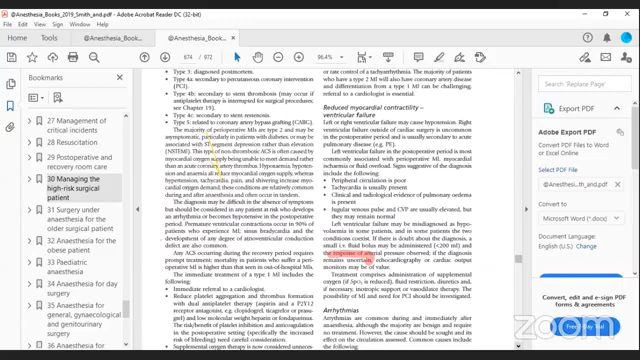 @Anesthesia_Books_2019_Smith_and.pdf - Adobe Acrobat Reader DC (32-bit)
File Edit View Sign Window Help
Home Tools @Anesthesia_Books... @Anesthesia_Books... ×
Sign In
674 / 972 96.4%
Bookmarks
27 Management of
critical incidents
28 Resuscitation
29 Postoperative and
recovery room care
30 Managing the
high-risk surgical
patient
31 Surgery under
anaesthesia for
32 Anaesthesia for
the obese patient
33 Paediatric
34 Anaesthesia for
day surgery
35 Anaesthesia for
general, gynaecological
and genitourinary
surgery
• Type 3: diagnosed postmortem.
• Type 4a: secondary to percutaneous coronary intervention
(PCI).
• Type 4b: secondary to stent thrombosis (may occur if
antiplatelet therapy is interrupted for surgical procedures;
see Chapter 19).
• Type 4c: secondary to stent restenosis.
• Type 5: related to coronary artery bypass grafting (CABG).
The majority of perioperative MIs are type 2 and may be
asymptomatic, particularly in patients with diabetes, or may be
associated with ST-segment depression rather than elevation
(NSTEMI). This type of non-thrombotic ACS is often caused by
myocardial oxygen supply being unable to meet demand rather
than an acute coronary artery thrombus. Hypoxaemia, hypoten-
sion and anaemia all reduce myocardial oxygen supply, whereas
hypertension, tachycardia, pain, and shivering increase myo-
cardial oxygen demand; these conditions are relatively common
during and after anaesthesia and often occur in tandem.
The diagnosis may be difficult in the absence of symptoms
but should be considered in any patient at risk who develops
an arrhythmia or becomes hypotensive in the postoperative
period. Premature ventricular contractions occur in 90% of
patients who experience MI; sinus bradycardia and the
development of any degree of atrioventricular conduction
defect are also common.
Any ACS occurring during the recovery period requires
prompt treatment; mortality in patients who suffer a peri-
operative MI is higher than that seen in out-of-hospital MIs.
The immediate treatment of a type 1 MI includes the
following:
• Immediate referral to a cardiologist.
• Reduce platelet aggregation and thrombus formation
with dual antiplatelet therapy (aspirin and a P2Y12
receptor antagonist, e.g. clopidogrel, ticagrelor or prasu-
grel) and low molecular weight heparin or fondaparinux.
The risk/benefit of platelet inhibition and anticoagulation
in the postoperative setting (specifically the increased
risk of bleeding) need careful consideration.
• Supplemental oxygen therapy is now considered unneces-
or rate control of a tachyarrhythmia. The majority of patients
who have a type 2 MI will also have coronary artery disease
and differentiation from a type 1 MI can be challenging;
referral to a cardiologist is essential.
Reduced myocardial contractility –
ventricular failure
Left or right ventricular failure may cause hypotension. Right
ventricular failure outside of cardiac surgery is uncommon
in the postoperative period and is usually secondary to acute
pulmonary disease (e.g. PE).
Left ventricular failure in the postoperative period is most
commonly associated with perioperative MI, myocardial
ischaemia or fluid overload. Signs suggestive of the diagnosis
include the following:
• Peripheral circulation is poor
• Tachycardia is usually present
• Clinical and radiological evidence of pulmonary oedema
is present
• Jugular venous pulse and CVP are usually elevated, but
they may remain normal
Left ventricular failure may be misdiagnosed as hypo-
volaemia in some patients, and in some patients the two
conditions coexist. If there is doubt about the diagnosis, a
small i.v. fluid bolus may be administered (<200 ml) and
the response of arterial pressure observed; if the diagnosis
remains uncertain, echocardiography or cardiac output
monitors may be of value.
Treatment comprises administration of supplemental
oxygen (if SpO₂ is reduced), fluid restriction, diuretics and,
if necessary, inotropic support or vasodilator therapy. The
possibility of MI and need for PCI should be investigated.
Arrhythmias
Arrhythmias are common during and immediately after
anaesthesia, although the majority are benign and require
no treatment. However, the cause should be sought and its
effect on the circulation assessed. Common causes include
the following:
Search 'Replace Page'
Export PDF
Adobe Export PDF
Convert PDF Files to Word
or Excel Online
Select PDF File
@Anesthesi...th_and.pdf ×
Convert to
Microsoft Word (*.docx)
Convert, edit and e-sign PDF
forms & agreements
Free 7-Day Trial
zoom